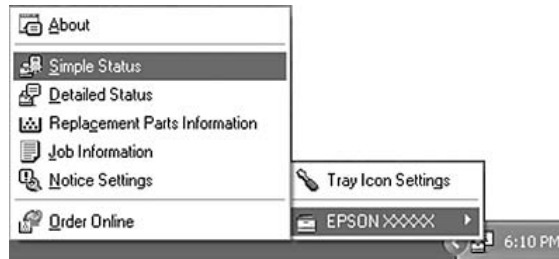 About
Simple Status
Detailed Status
Replacement Parts Information
Job Information
Notice Settings
Order Online
Tray Icon Settings
EPSON XXXXX
6:10 PM